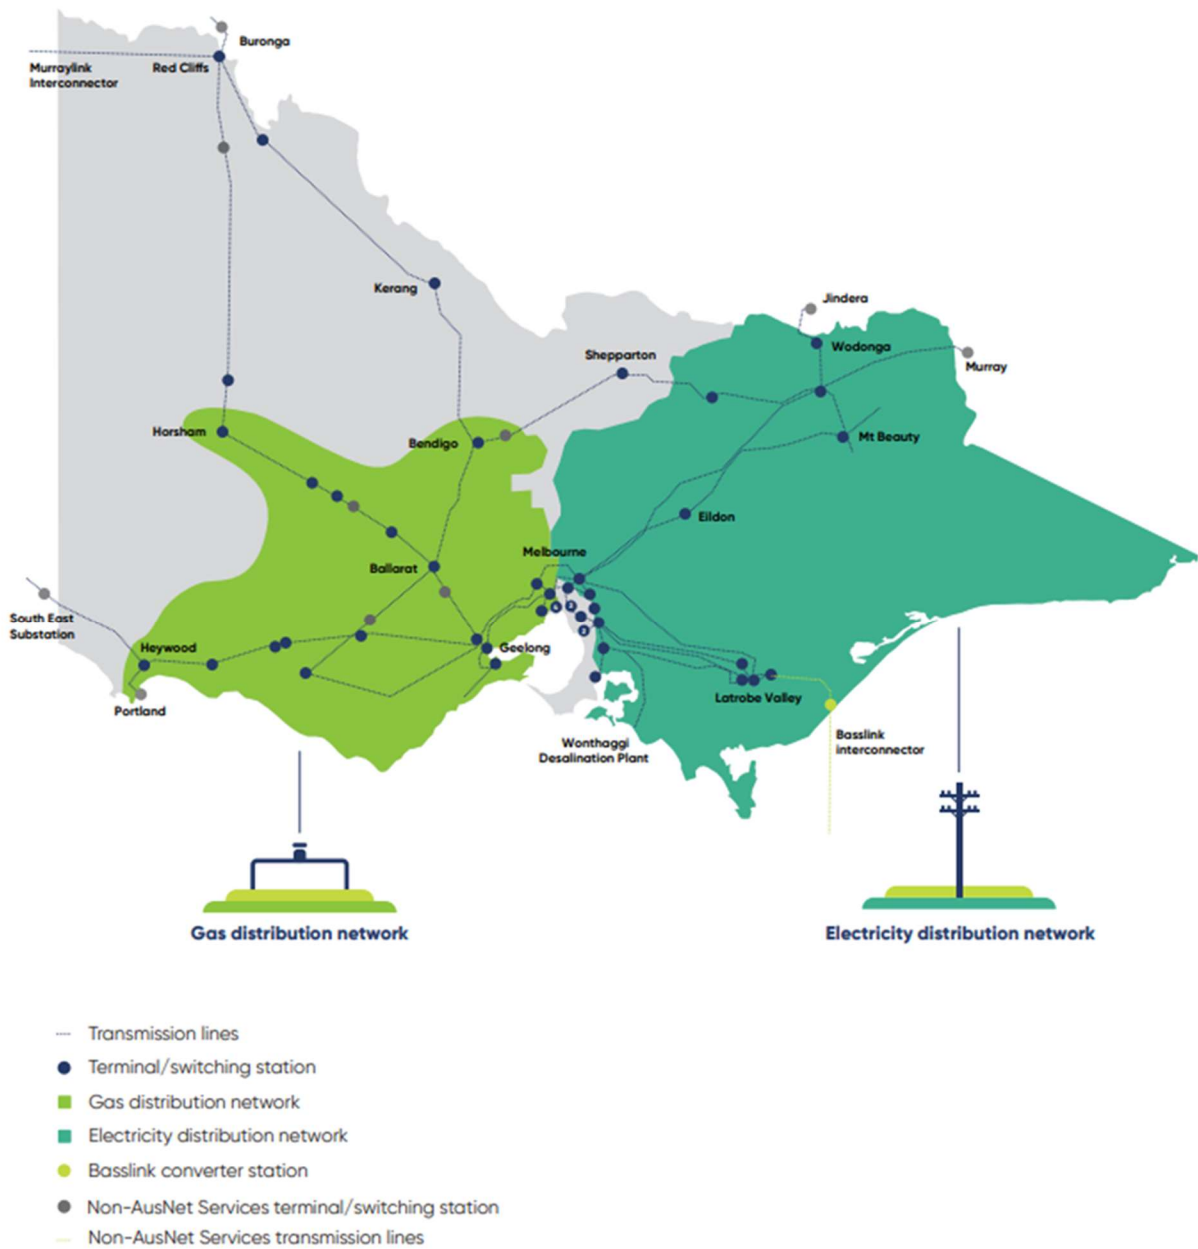 Buronga
Murraylink
Interconnector
Red Cliffs
Kerang
Jindera
Wodonga
Shepparton
Murray
Horsham
Bendigo
Mt Beauty
Eildon
Melbourne
Ballarat
6
3
2
South East
Substation
Heywood
Geelong
Latrobe Valley
Portland
Wonthaggi
Desalination Plant
Basslink
interconnector
Gas distribution network
Electricity distribution network
Transmission lines
Terminal/switching station
Gas distribution network
Electricity distribution network
Basslink converter station
Non-AusNet Services terminal/switching station
Non-AusNet Services transmission lines